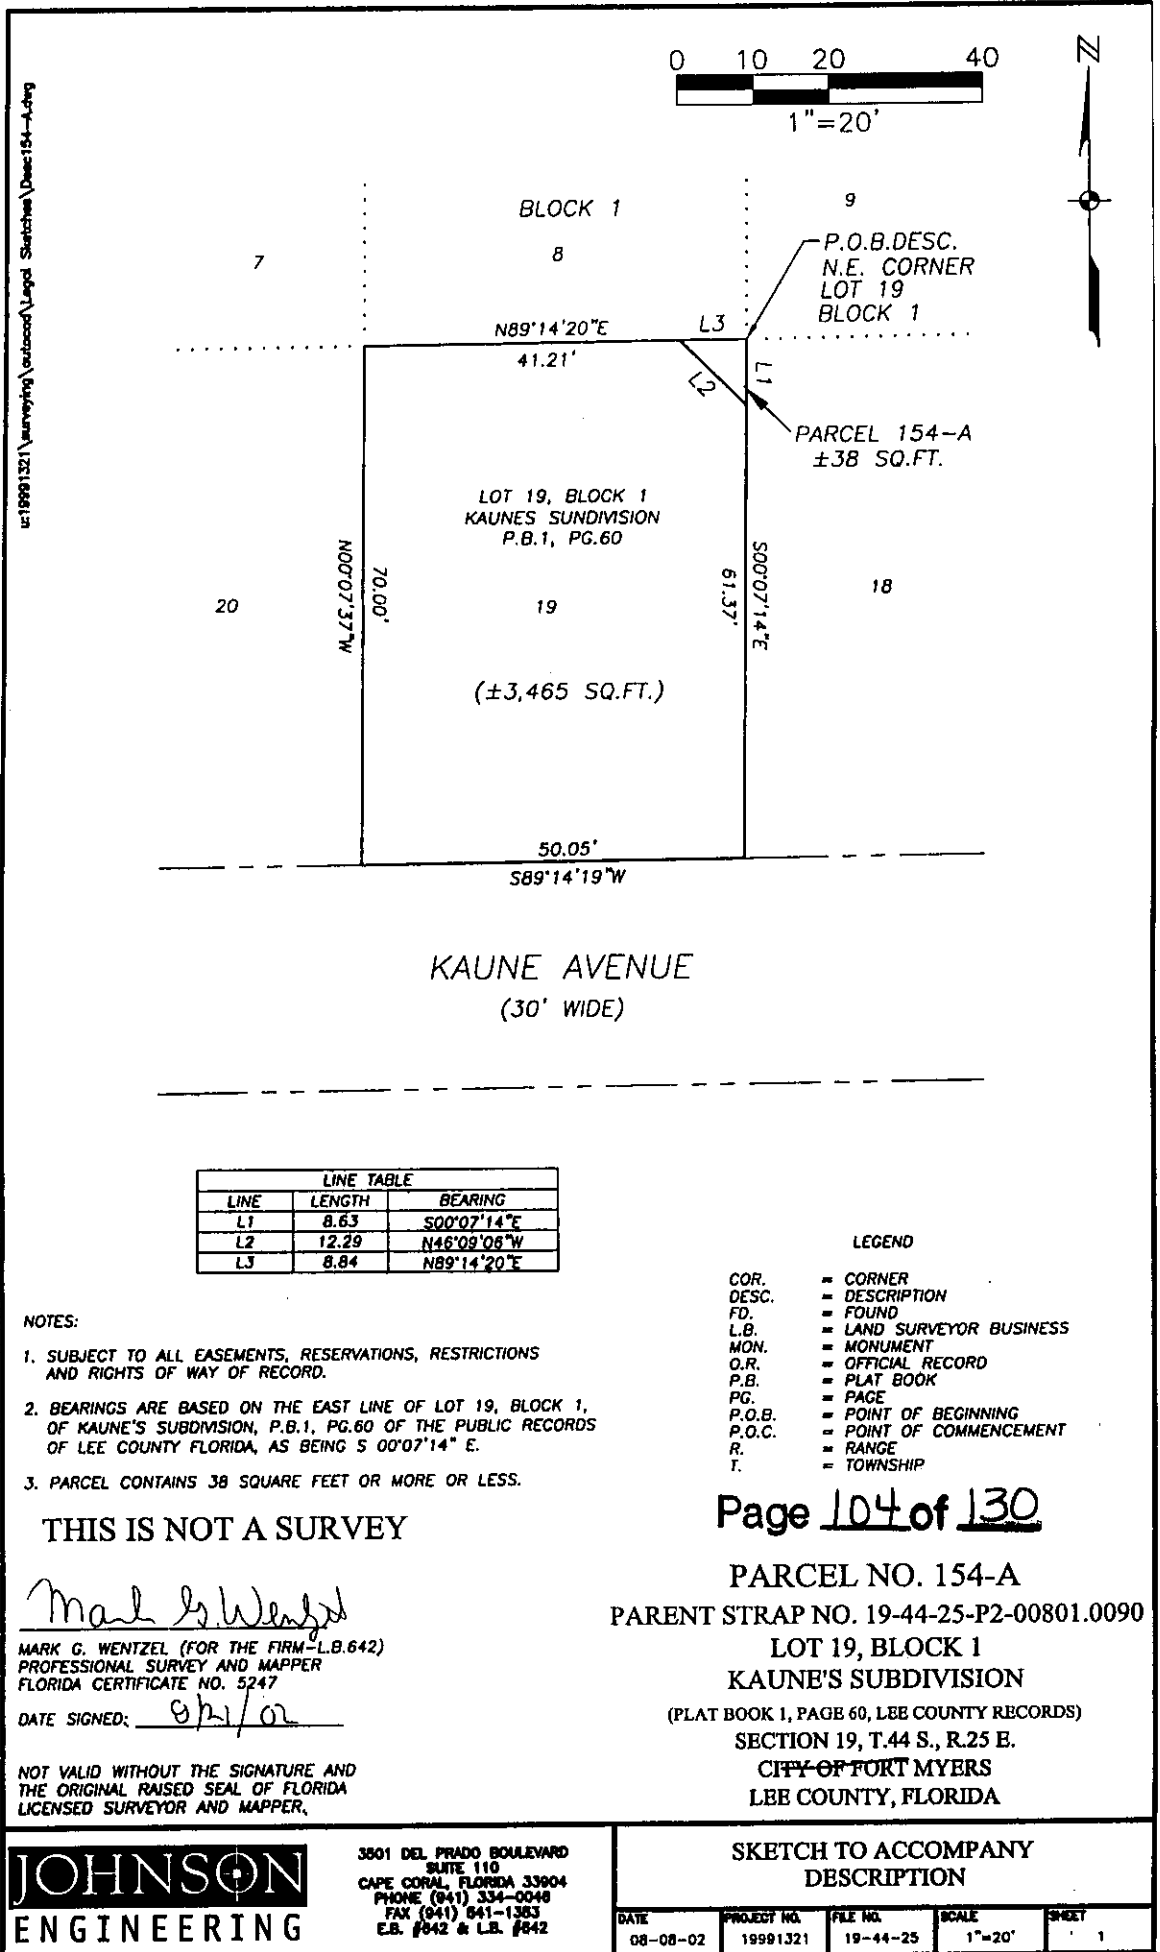 u:19991321\surveying\autocad\Legal Sketches\Desc154-A.dwg
0 10 20 40
1"=20'
N
BLOCK 1
7
8
9
P.O.B.DESC.
N.E. CORNER
LOT 19
BLOCK 1
N89°14'20"E
L3
41.21'
L2
L1
PARCEL 154-A
±38 SQ.FT.
LOT 19, BLOCK 1
KAUNES SUNDIVISION
P.B.1, PG.60
N00°07'37"W
70.00'
61.37'
S00°07'14"E
20
19
18
(±3,465 SQ.FT.)
50.05'
S89°14'19"W
KAUNE AVENUE
(30' WIDE)
LINE TABLE
LINE LENGTH BEARING
L1 8.63 S00°07'14"E
L2 12.29 N46°09'06"W
L3 8.84 N89°14'20"E
LEGEND
COR. = CORNER
DESC. = DESCRIPTION
FD. = FOUND
L.B. = LAND SURVEYOR BUSINESS
MON. = MONUMENT
O.R. = OFFICIAL RECORD
P.B. = PLAT BOOK
PG. = PAGE
P.O.B. = POINT OF BEGINNING
P.O.C. = POINT OF COMMENCEMENT
R. = RANGE
T. = TOWNSHIP
NOTES:
1. SUBJECT TO ALL EASEMENTS, RESERVATIONS, RESTRICTIONS
AND RIGHTS OF WAY OF RECORD.
2. BEARINGS ARE BASED ON THE EAST LINE OF LOT 19, BLOCK 1,
OF KAUNE'S SUBDIVISION, P.B.1, PG.60 OF THE PUBLIC RECORDS
OF LEE COUNTY FLORIDA, AS BEING S 00°07'14" E.
3. PARCEL CONTAINS 38 SQUARE FEET OR MORE OR LESS.
THIS IS NOT A SURVEY
Mark G. Wentzel
MARK G. WENTZEL (FOR THE FIRM-L.B.642)
PROFESSIONAL SURVEY AND MAPPER
FLORIDA CERTIFICATE NO. 5247
DATE SIGNED: 8/21/02
NOT VALID WITHOUT THE SIGNATURE AND
THE ORIGINAL RAISED SEAL OF FLORIDA
LICENSED SURVEYOR AND MAPPER.
Page 104 of 130
PARCEL NO. 154-A
PARENT STRAP NO. 19-44-25-P2-00801.0090
LOT 19, BLOCK 1
KAUNE'S SUBDIVISION
(PLAT BOOK 1, PAGE 60, LEE COUNTY RECORDS)
SECTION 19, T.44 S., R.25 E.
CITY OF FORT MYERS
LEE COUNTY, FLORIDA
JOHNSON
ENGINEERING
3501 DEL PRADO BOULEVARD
SUITE 110
CAPE CORAL, FLORIDA 33904
PHONE (941) 334-0046
FAX (941) 541-1383
E.B. #642 & L.B. #642
SKETCH TO ACCOMPANY
DESCRIPTION
DATE PROJECT NO. FILE NO. SCALE SHEET
08-08-02 19991321 19-44-25 1"=20' 1